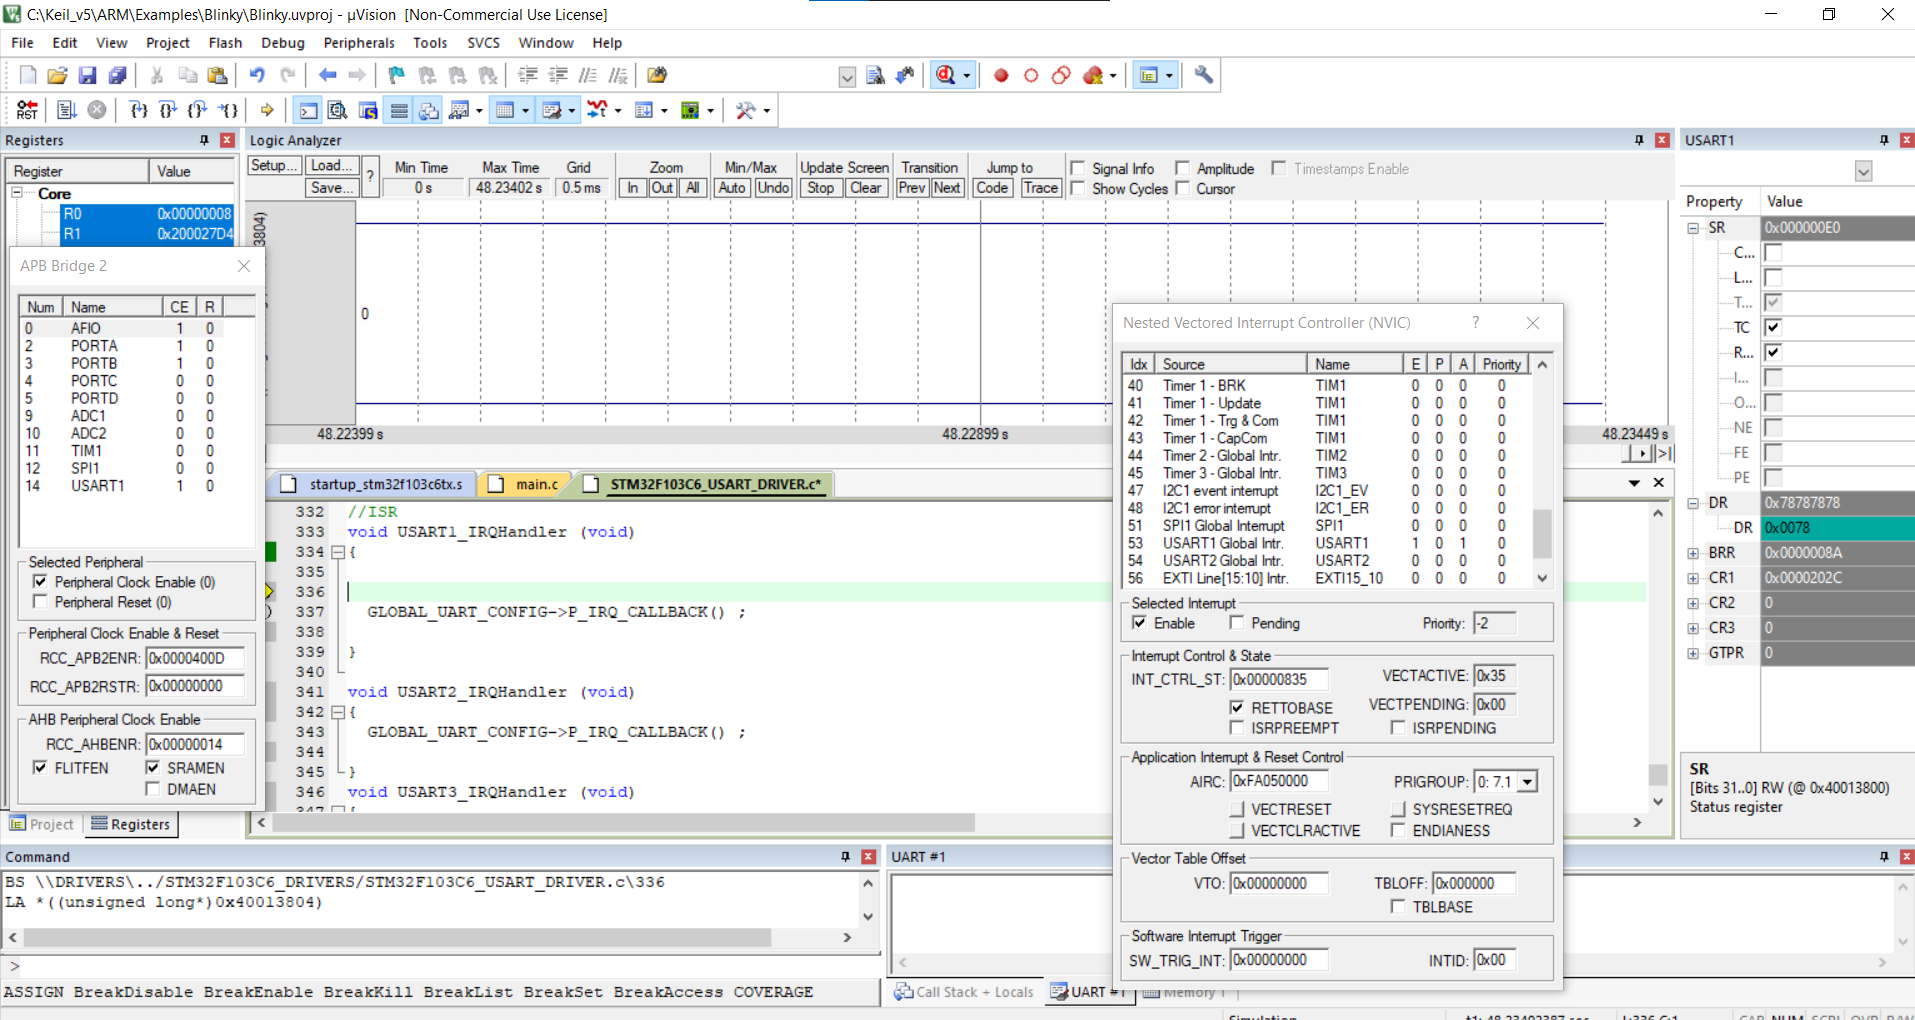 C:\Keil_v5\ARM\Examples\Blinky\Blinky.uvproj - µVision [Non-Commercial Use License]
File Edit View Project Flash Debug Peripherals Tools SVCS Window Help
Registers
Register Value
Core
R0 0x00000008
R1 0x200027D4
APB Bridge 2
Num Name CE R
0 AFIO 1 0
2 PORTA 1 0
3 PORTB 1 0
4 PORTC 0 0
5 PORTD 0 0
9 ADC1 0 0
10 ADC2 0 0
11 TIM1 0 0
12 SPI1 0 0
14 USART1 1 0
Selected Peripheral
Peripheral Clock Enable (0)
Peripheral Reset (0)
Peripheral Clock Enable & Reset
RCC_APB2ENR: 0x0000400D
RCC_APB2RSTR: 0x00000000
AHB Peripheral Clock Enable
RCC_AHBENR: 0x00000014
FLITFEN SRAMEN
DMAEN
Project Registers
Logic Analyzer
Setup... Load... Save... ?
Min Time Max Time Grid Zoom Min/Max Update Screen Transition Jump to
0 s 48.23402 s 0.5 ms In Out All Auto Undo Stop Clear Prev Next Code Trace
Signal Info Amplitude Timestamps Enable
Show Cycles Cursor
3804)
0
48.22399 s 48.22899 s 48.23449 s
startup_stm32f103c6tx.s main.c STM32F103C6_USART_DRIVER.c*
332 //ISR
333 void USART1_IRQHandler (void)
334 {
335
336
337 GLOBAL_UART_CONFIG->P_IRQ_CALLBACK() ;
338
339 }
340
341 void USART2_IRQHandler (void)
342 {
343 GLOBAL_UART_CONFIG->P_IRQ_CALLBACK() ;
344
345 }
346 void USART3_IRQHandler (void)
347 {
Nested Vectored Interrupt Controller (NVIC) ?
Idx Source Name E P A Priority
40 Timer 1 - BRK TIM1 0 0 0 0
41 Timer 1 - Update TIM1 0 0 0 0
42 Timer 1 - Trg & Com TIM1 0 0 0 0
43 Timer 1 - CapCom TIM1 0 0 0 0
44 Timer 2 - Global Intr. TIM2 0 0 0 0
45 Timer 3 - Global Intr. TIM3 0 0 0 0
47 I2C1 event interrupt I2C1_EV 0 0 0 0
48 I2C1 error interrupt I2C1_ER 0 0 0 0
51 SPI1 Global Interrupt SPI1 0 0 0 0
53 USART1 Global Intr. USART1 1 0 1 0
54 USART2 Global Intr. USART2 0 0 0 0
56 EXTI Line[15:10] Intr. EXTI15_10 0 0 0 0
Selected Interrupt
Enable Pending Priority: -2
Interrupt Control & State
INT_CTRL_ST: 0x00000835 VECTACTIVE: 0x35
RETTOBASE VECTPENDING: 0x00
ISRPREEMPT ISRPENDING
Application Interrupt & Reset Control
AIRC: 0xFA050000 PRIGROUP: 0: 7.1
VECTRESET SYSRESETREQ
VECTCLRACTIVE ENDIANESS
Vector Table Offset
VTO: 0x00000000 TBLOFF: 0x000000
TBLBASE
Software Interrupt Trigger
SW_TRIG_INT: 0x00000000 INTID: 0x00
USART1
Property Value
SR 0x000000E0
C...
L...
T...
TC
R...
I...
O...
NE
FE
PE
DR 0x78787878
DR 0x0078
BRR 0x0000008A
CR1 0x0000202C
CR2 0
CR3 0
GTPR 0
SR
[Bits 31..0] RW (@ 0x40013800)
Status register
Command
BS \\DRIVERS\../STM32F103C6_DRIVERS/STM32F103C6_USART_DRIVER.c\336
LA *((unsigned long*)0x40013804)
>
ASSIGN BreakDisable BreakEnable BreakKill BreakList BreakSet BreakAccess COVERAGE
UART #1
Call Stack + Locals UART #1 Memory 1
Simulation t1: 48.23402387 sec L:336 C:1 CAP NUM SCRL OVR R/W